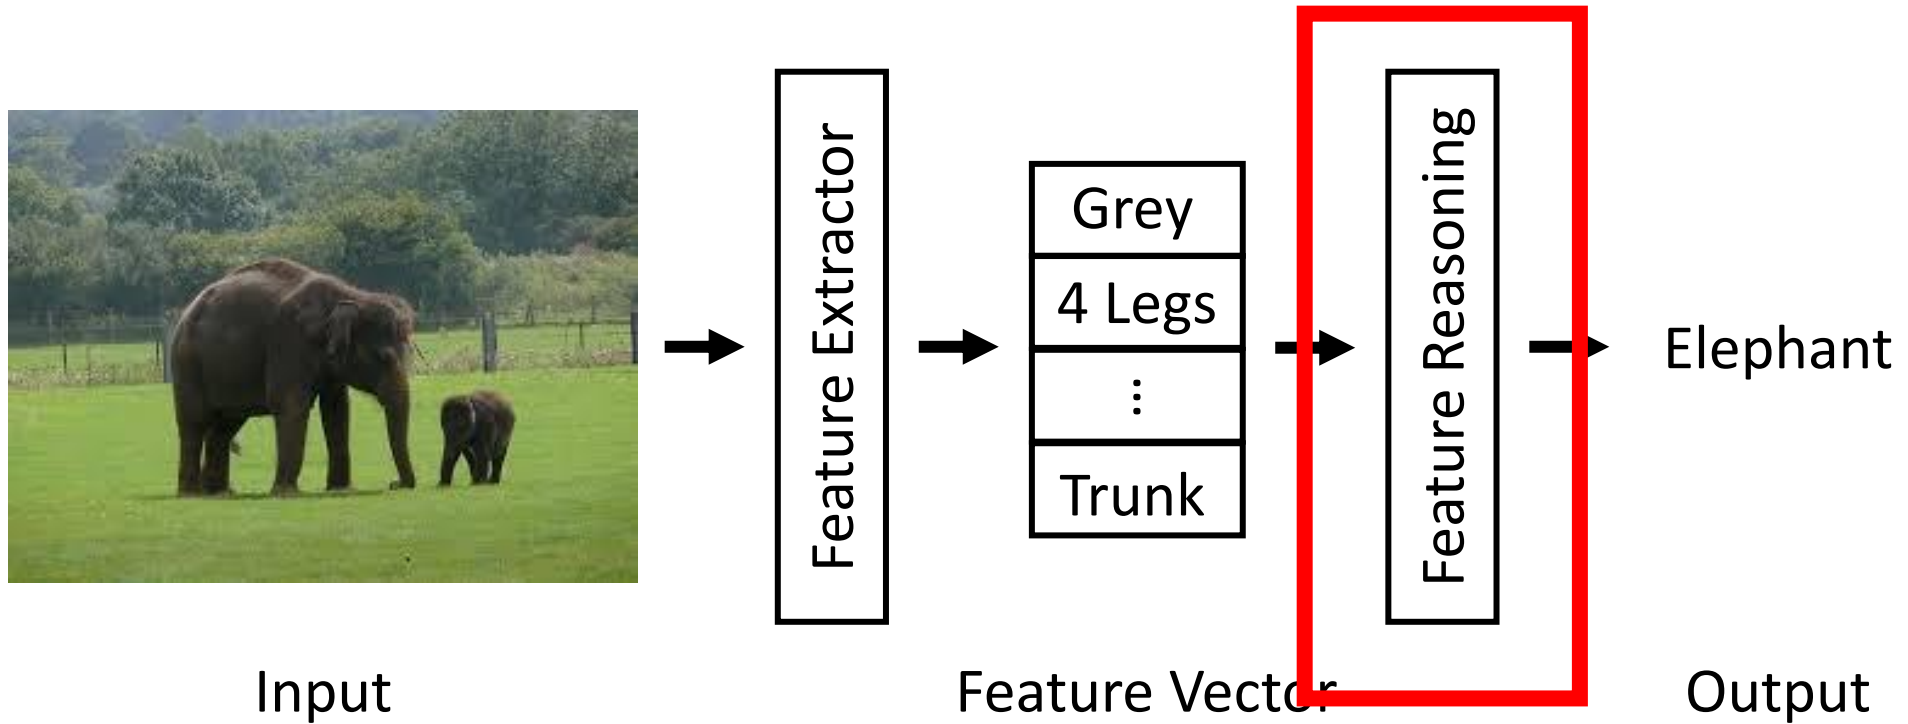 Feature Extractor
Grey
4 Legs
⋮
Trunk
Feature Reasoning
Elephant
Input
Feature Vector
Output